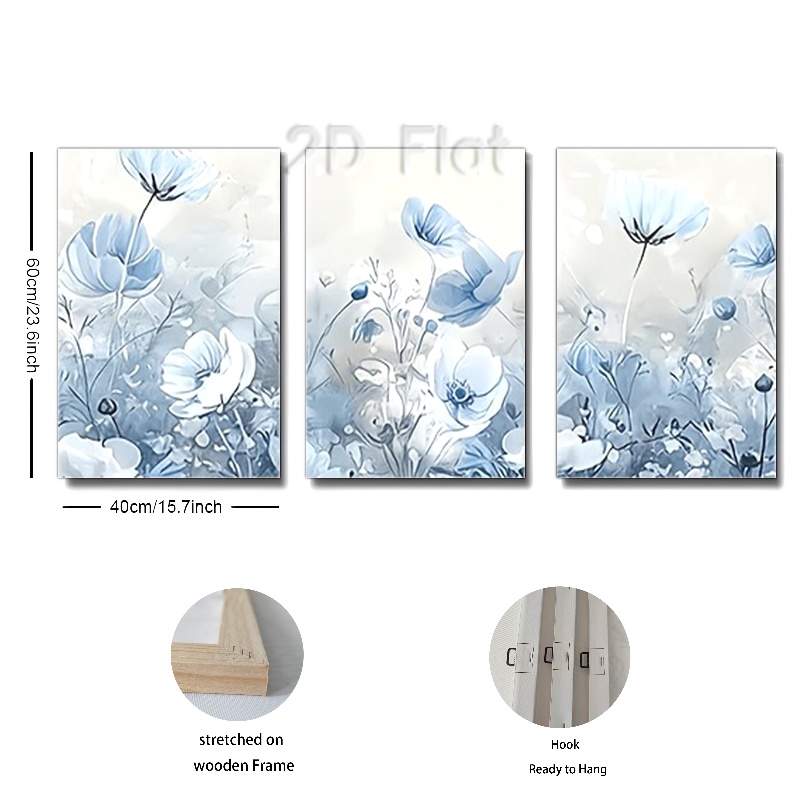 2D Flat
60cm/23.6inch
40cm/15.7inch
stretched on
wooden Frame
Hook
Ready to Hang